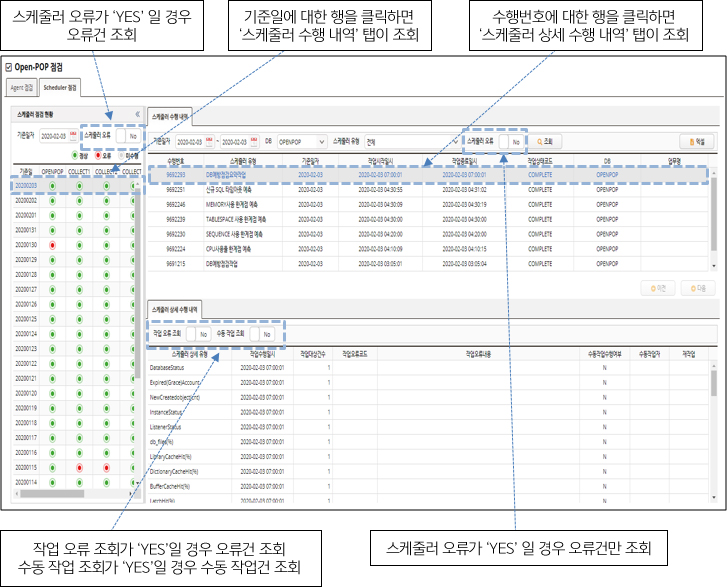 스케줄러 오류가 ‘YES’ 일 경우
오류건 조회
기준일에 대한 행을 클릭하면
‘스케줄러 수행 내역’ 탭이 조회
수행번호에 대한 행을 클릭하면
‘스케줄러 상세 수행 내역’ 탭이 조회
Open-POP 점검
Agent 점검 Scheduler 점검
스케줄러 점검 현황
기준일자 2020-02-03 스케줄러 오류 No
정상 오류 미수행
기준일 OPENPOP COLLECT1 COLLECT
20200203
20200202
20200201
20200131
20200130
20200129
20200128
20200127
20200126
20200125
20200124
20200123
20200122
20200121
20200120
20200119
20200118
20200117
20200116
20200115
20200114
스케줄러 수행 내역
기준일자 2020-02-03 ~ 2020-02-03 DB OPENPOP 스케줄러 유형 전체 스케줄러 오류 No 조회 엑셀
수행번호 스케줄러 유형 기준일자 작업시작일시 작업종료일시 작업상태코드 DB 업무명
9692293 DB예방점검요약작업 2020-02-03 2020-02-03 07:00:01 2020-02-03 07:00:01 COMPLETE OPENPOP
9692251 신규 SQL 타임아웃 예측 2020-02-03 2020-02-03 04:30:55 2020-02-03 04:31:02 COMPLETE OPENPOP
9692246 MEMORY사용 한계점 예측 2020-02-03 2020-02-03 04:30:09 2020-02-03 04:30:19 COMPLETE OPENPOP
9692239 TABLESPACE 사용 한계점 예측 2020-02-03 2020-02-03 04:30:00 2020-02-03 04:30:00 COMPLETE OPENPOP
9692230 SEQUENCE 사용 한계점 예측 2020-02-03 2020-02-03 04:20:00 2020-02-03 04:20:00 COMPLETE OPENPOP
9692224 CPU사용률 한계점 예측 2020-02-03 2020-02-03 04:10:09 2020-02-03 04:10:15 COMPLETE OPENPOP
9691215 DB예방점검작업 2020-02-03 2020-02-03 03:05:01 2020-02-03 03:05:04 COMPLETE OPENPOP
이전 다음
스케줄러 상세 수행 내역
작업 오류 조회 No 수동 작업 조회 No
스케줄러 상세 유형 작업수행일시 작업대상건수 작업오류코드 작업오류내용 수동작업수행여부 수동작업자 재작업
DatabaseStatus 2020-02-03 07:00:01 1 N
Expired(Grace)Account 2020-02-03 07:00:01 1 N
NewCreatedobject(cnt) 2020-02-03 07:00:01 1 N
InstanceStatus 2020-02-03 07:00:01 1 N
ListenerStatus 2020-02-03 07:00:01 1 N
db_files(%) 2020-02-03 07:00:01 1 N
LibraryCacheHit(%) 2020-02-03 07:00:01 1 N
DictionaryCacheHit(%) 2020-02-03 07:00:01 1 N
BufferCacheHit(%) 2020-02-03 07:00:01 1 N
LatchHit(%) 2020-02-03 07:00:01 1 N
작업 오류 조회가 ‘YES’일 경우 오류건 조회
수동 작업 조회가 ‘YES’일 경우 수동 작업건 조회
스케줄러 오류가 ‘YES’ 일 경우 오류건만 조회